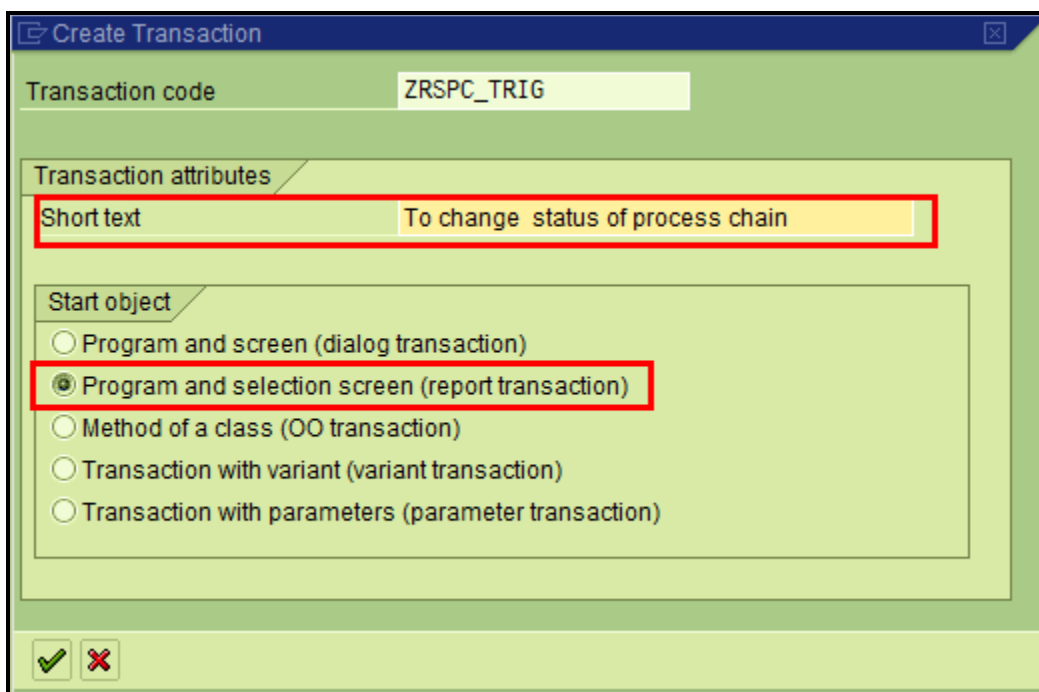 Create Transaction
Transaction code ZRSPC_TRIG
Transaction attributes
Short text To change  status of process chain
Start object
Program and screen (dialog transaction)
Program and selection screen (report transaction)
Method of a class (OO transaction)
Transaction with variant (variant transaction)
Transaction with parameters (parameter transaction)